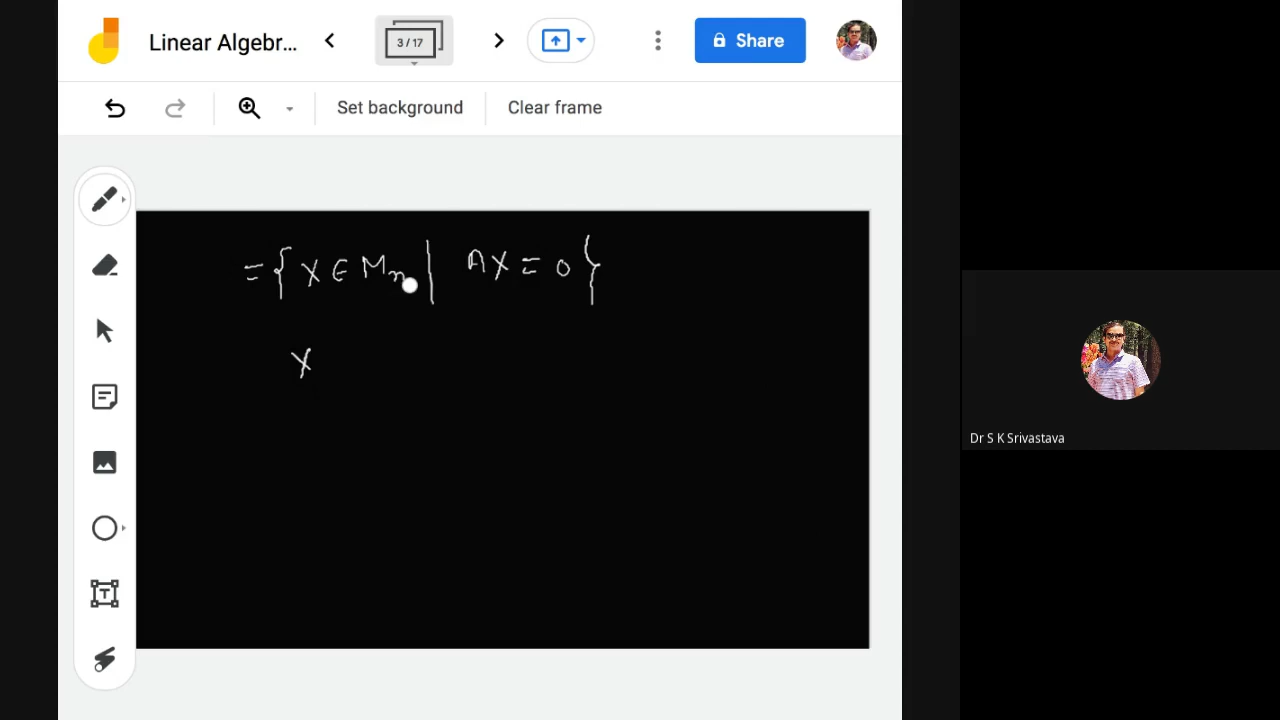 Linear Algebr...
3 / 17
Share
Set background
Clear frame
= { X ∈ Mn | AX = 0 }
X
Dr S K Srivastava